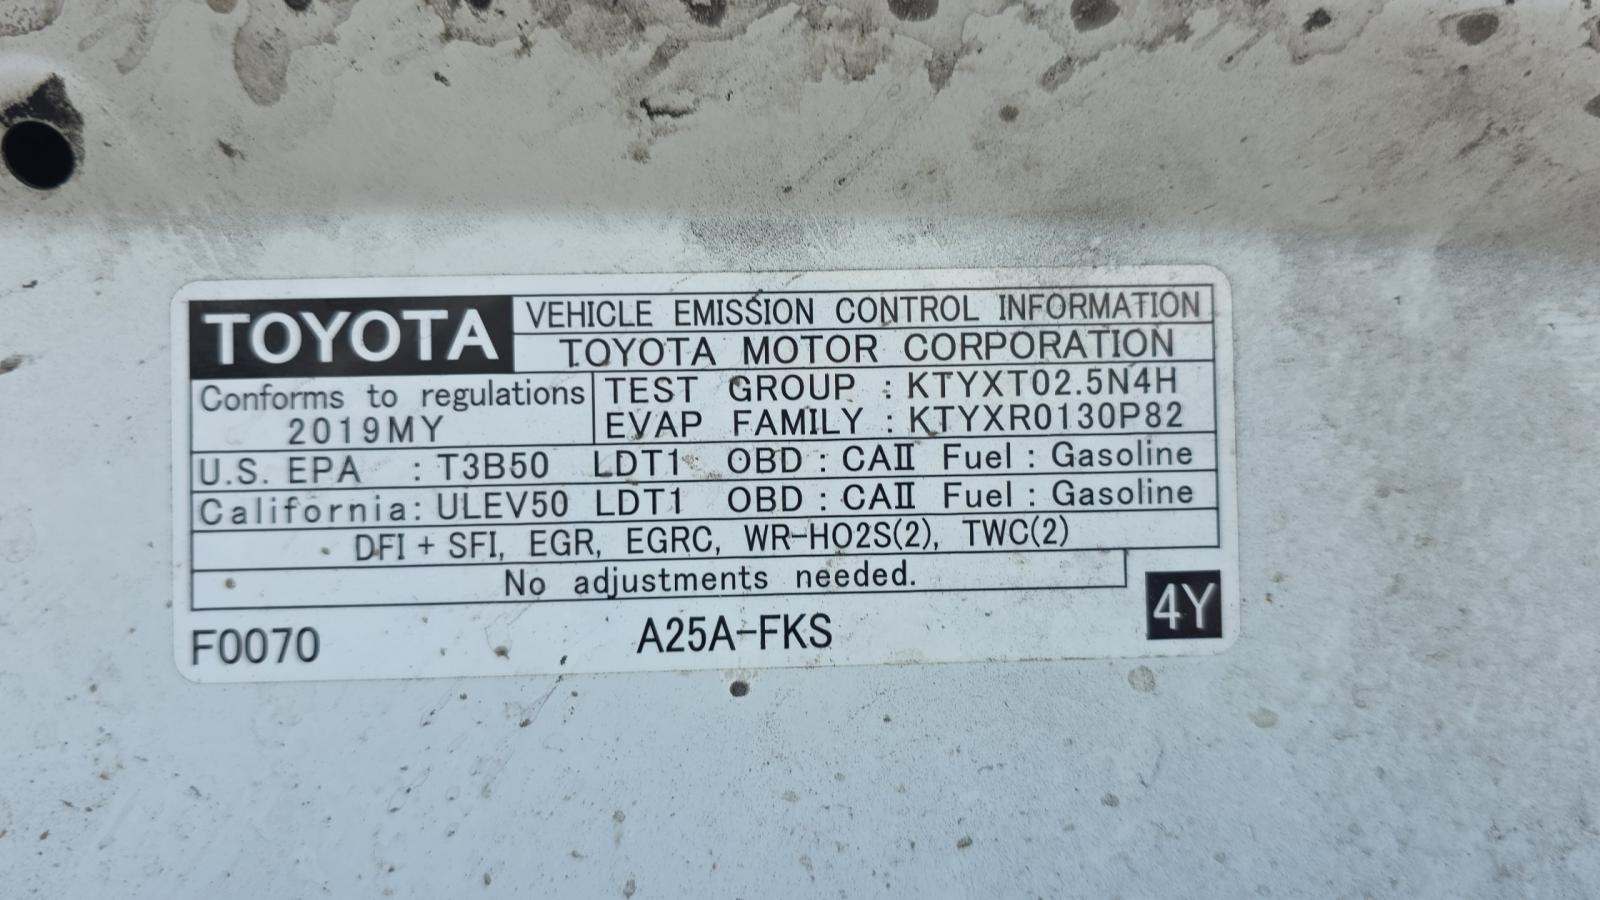 TOYOTA
VEHICLE EMISSION CONTROL INFORMATION
TOYOTA MOTOR CORPORATION
Conforms to regulations
2019MY
TEST GROUP : KTYXT02.5N4H
EVAP FAMILY : KTYXR0130P82
U.S. EPA : T3B50 LDT1 OBD : CAⅡ Fuel : Gasoline
California: ULEV50 LDT1 OBD : CAⅡ Fuel : Gasoline
DFI + SFI, EGR, EGRC, WR-HO2S(2), TWC(2)
No adjustments needed.
4Y
F0070
A25A-FKS